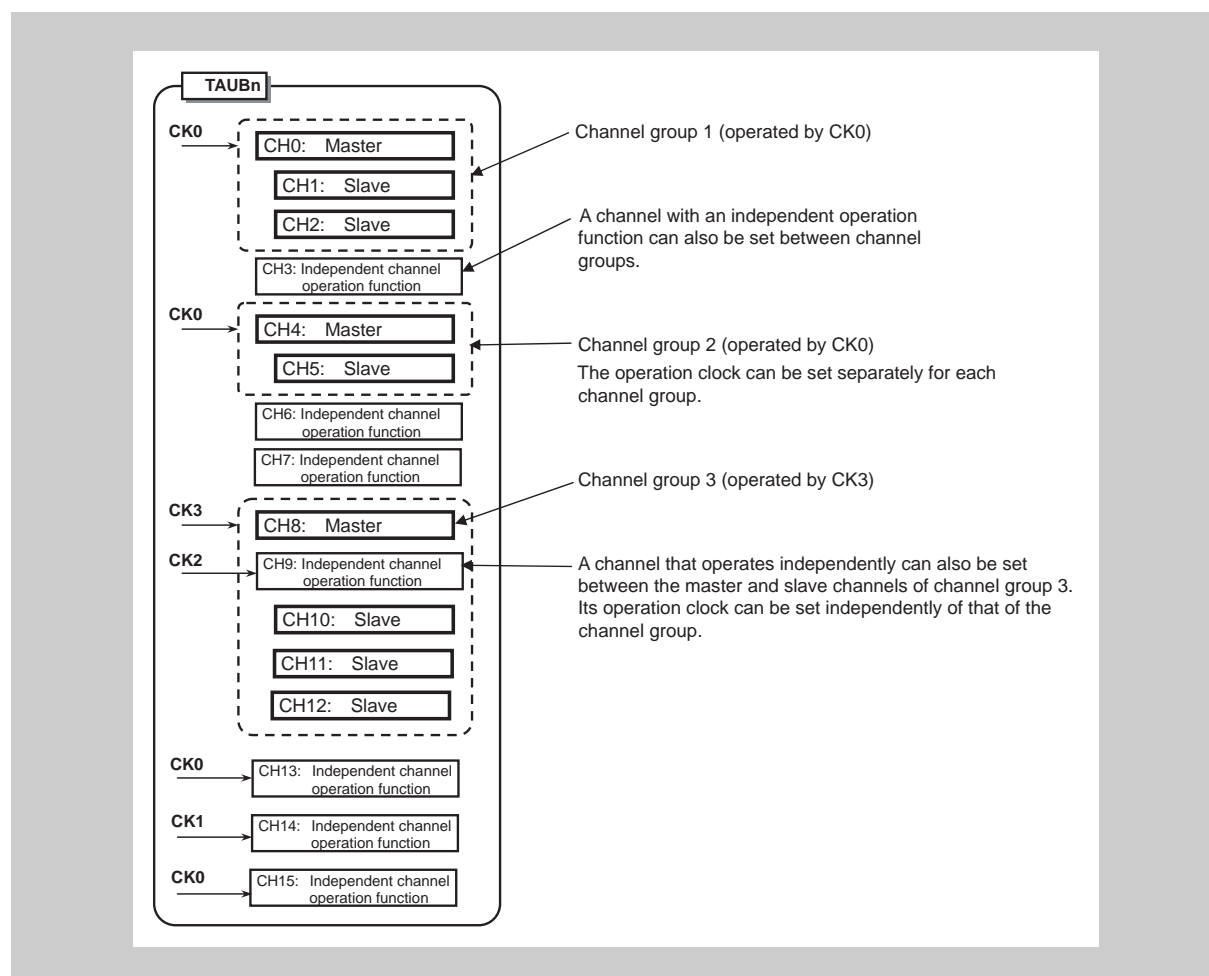 TAUBn
CK0
CH0: Master
CH1: Slave
CH2: Slave
Channel group 1 (operated by CK0)
CH3: Independent channel
operation function
A channel with an independent operation
function can also be set between channel
groups.
CK0
CH4: Master
CH5: Slave
Channel group 2 (operated by CK0)
The operation clock can be set separately for each
channel group.
CH6: Independent channel
operation function
CH7: Independent channel
operation function
CK3
CH8: Master
Channel group 3 (operated by CK3)
CK2
CH9: Independent channel
operation function
A channel that operates independently can also be set
between the master and slave channels of channel group 3.
Its operation clock can be set independently of that of the
channel group.
CH10: Slave
CH11: Slave
CH12: Slave
CK0
CH13: Independent channel
operation function
CK1
CH14: Independent channel
operation function
CK0
CH15: Independent channel
operation function